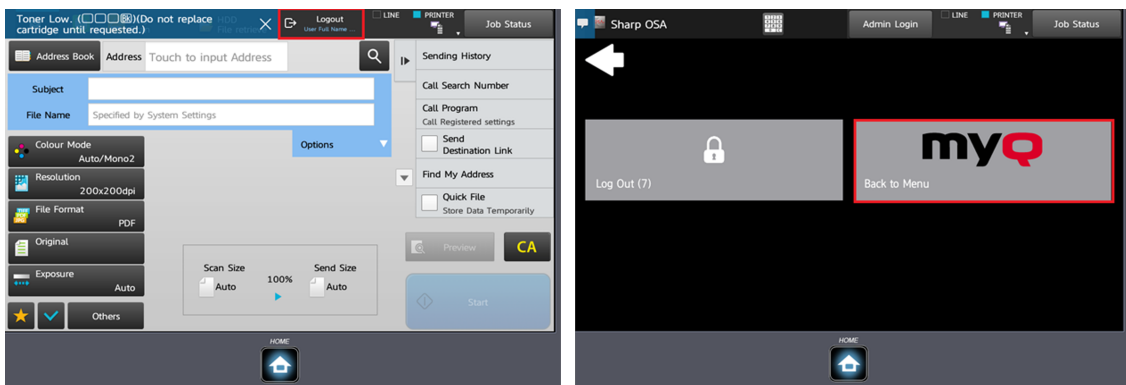 Toner Low. (□□□BK)(Do not replace
cartridge until requested.)
Logout
User Full Name ...
LINE
PRINTER
Job Status
Address Book
Address
Touch to input Address
Subject
File Name
Specified by System Settings
Options
Colour Mode
Auto/Mono2
Resolution
200x200dpi
File Format
PDF
Original
Exposure
Auto
Others
Scan Size
Auto
100%
Send Size
Auto
Sending History
Call Search Number
Call Program
Call Registered settings
Send
Destination Link
Find My Address
Quick File
Store Data Temporarily
Preview
CA
Start
HOME
Sharp OSA
Admin Login
LINE
PRINTER
Job Status
Log Out (7)
myQ
Back to Menu
HOME